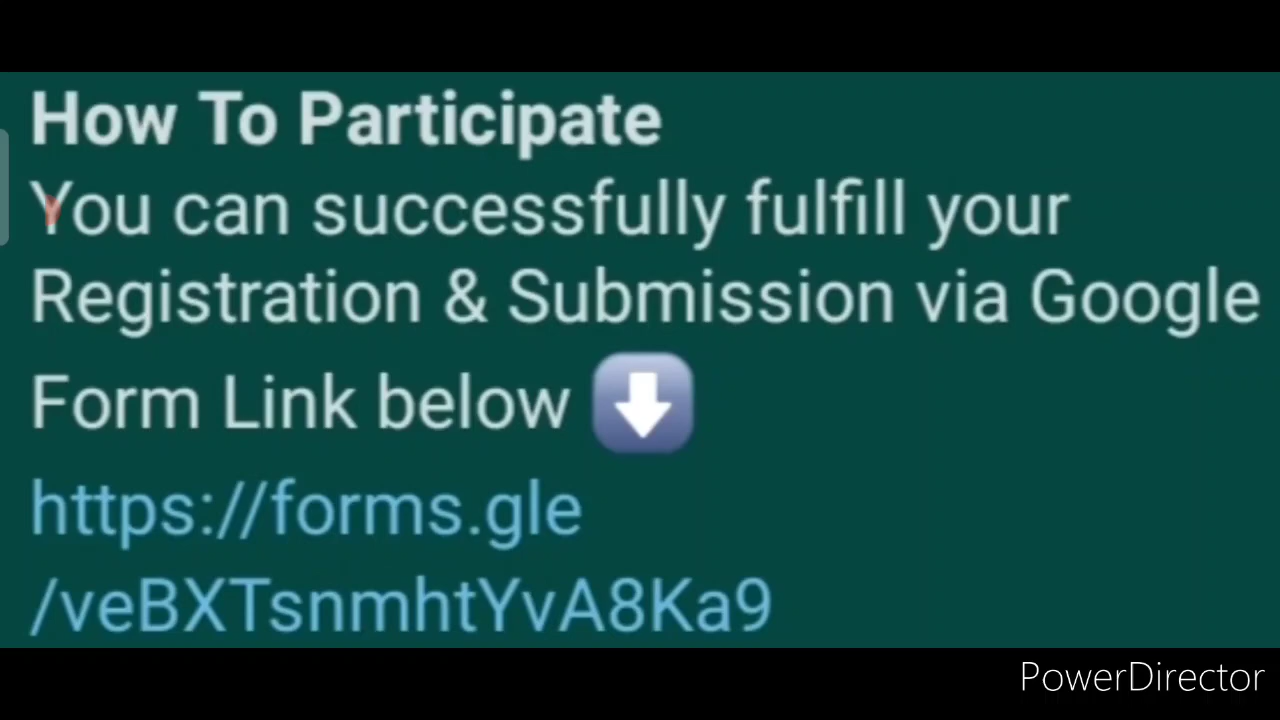 How To Participate
You can successfully fulfill your
Registration & Submission via Google
Form Link below
https://forms.gle
/veBXTsnmhtYvA8Ka9
PowerDirector